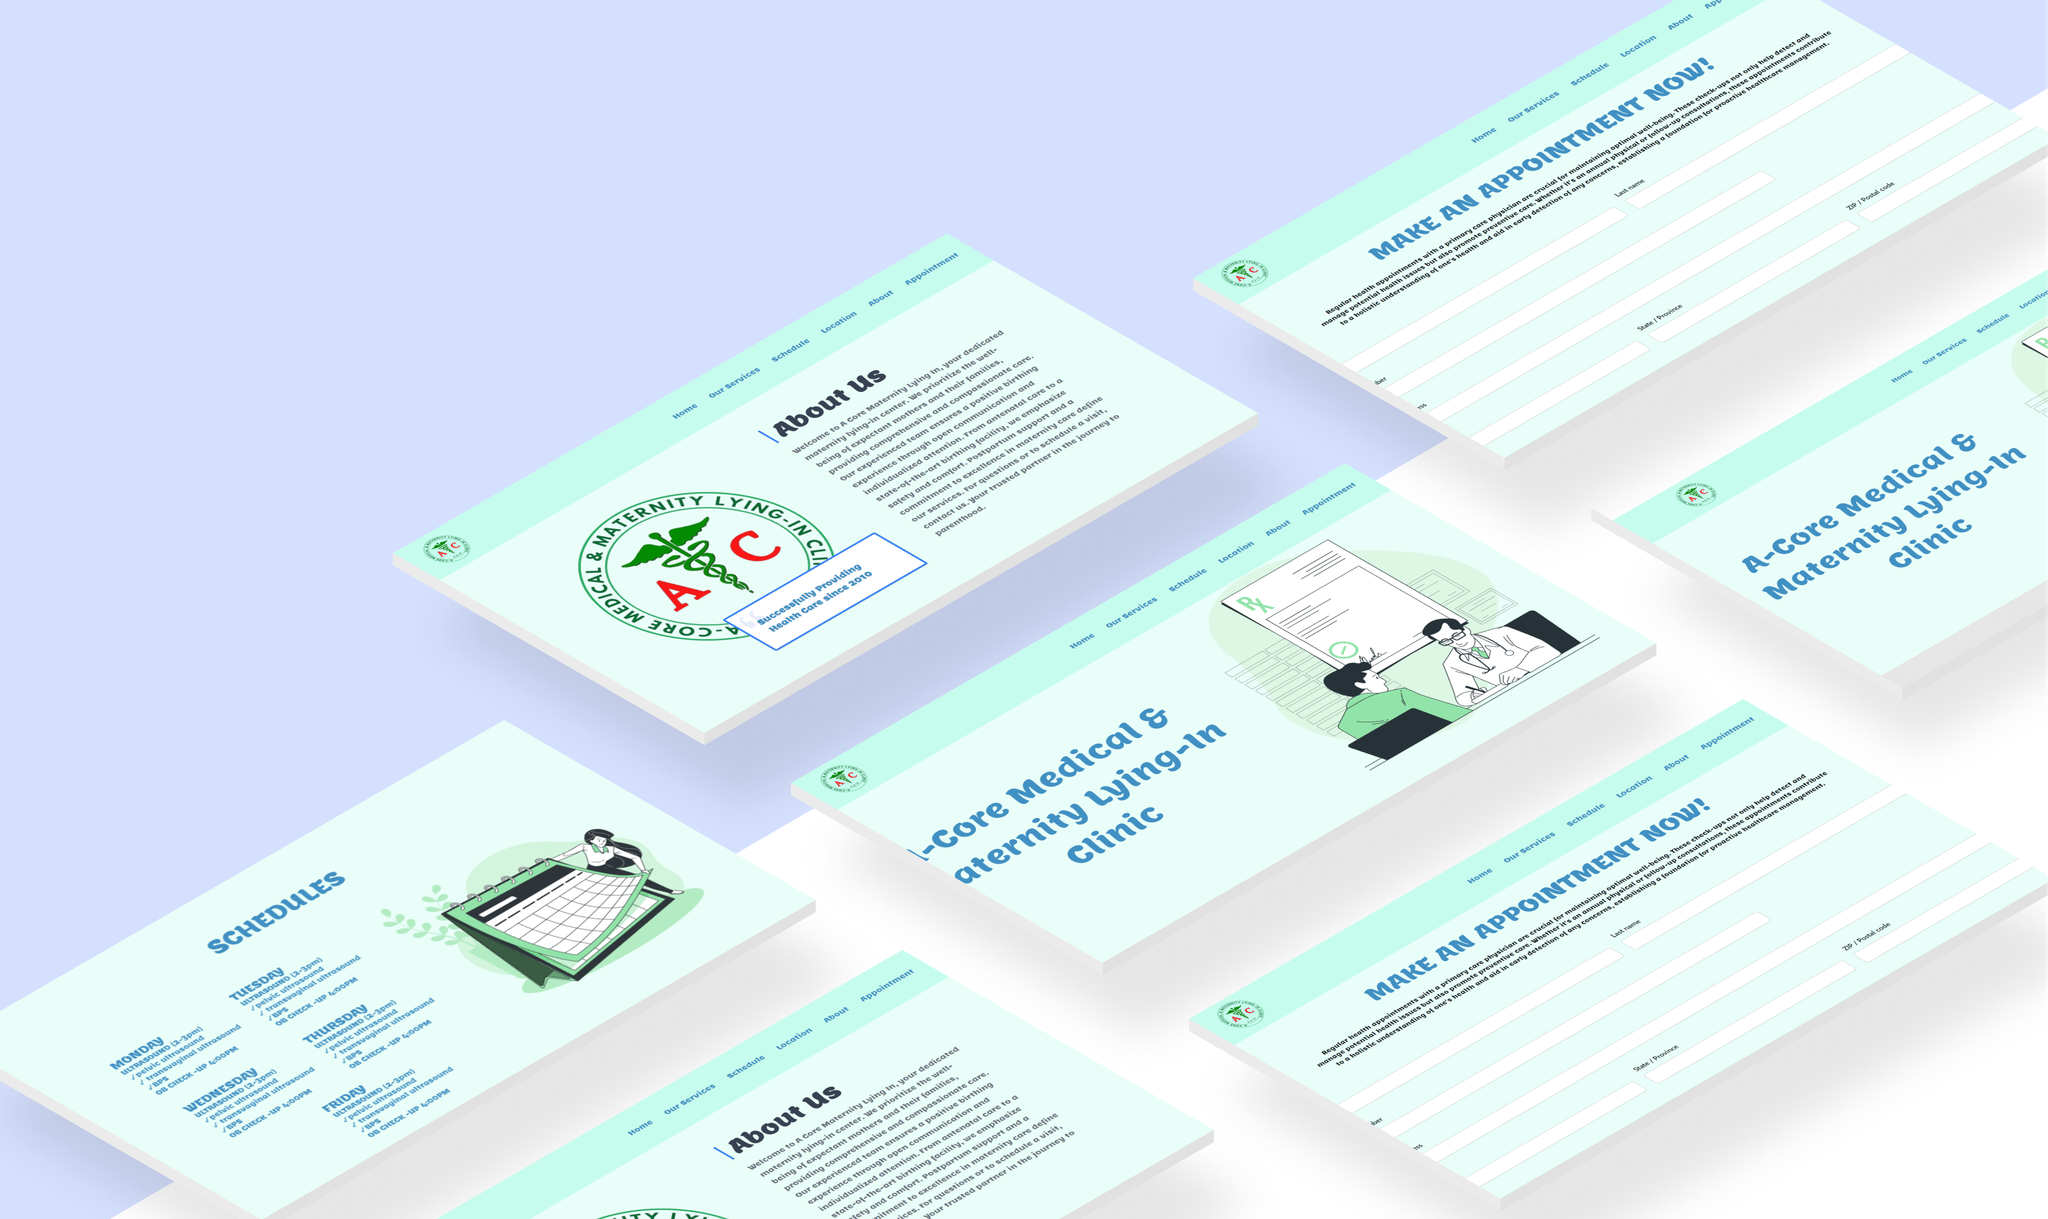 Home Our Services Schedule Location About
MAKE AN APPOINTMENT NOW!
Regular health appointments with a primary care physician are crucial for maintaining optimal well-being. These check-ups not only help detect and
manage potential health issues but also promote preventive care. Whether it's an annual physical or follow-up consultations, these appointments contribute
to a holistic understanding of one's health and aid in early detection of any concerns, establishing a foundation for proactive healthcare management.
Last name
ZIP / Postal code
State / Province
A C
Home Our Services Schedule Location About Appointment
About Us
Welcome to A Core Maternity Lying In, your dedicated
maternity lying-in center. We prioritize the well-
being of expectant mothers and their families,
providing comprehensive and compassionate care.
Our experienced team ensures a positive birthing
experience through open communication and
individualized attention. From antenatal care to a
state-of-the-art birthing facility, we emphasize
safety and comfort. Postpartum support and a
commitment to excellence in maternity care define
our services. For questions or to schedule a visit,
contact us, your trusted partner in the journey to
parenthood.
A-CORE MEDICAL & MATERNITY LYING-IN CLI
A C
Successfully Providing
Health Care since 2010
A C
Home Our Services Schedule
A-Core Medical &
Maternity Lying-In
Clinic
A C
Home Our Services Schedule Location About Appointment
-Core Medical &
aternity Lying-In
Clinic
Rx
A C
SCHEDULES
MONDAY
ULTRASOUND (2-3pm)
√pelvic ultrasound
√ transvaginal ultrasound
√BPS
OB CHECK -UP 4:00PM
TUESDAY
ULTRASOUND (2-3pm)
√pelvic ultrasound
√ transvaginal ultrasound
√BPS
OB CHECK -UP 4:00PM
WEDNESDAY
ULTRASOUND (2-3pm)
√pelvic ultrasound
√ transvaginal ultrasound
√BPS
OB CHECK -UP 4:00PM
THURSDAY
ULTRASOUND (2-3pm)
√pelvic ultrasound
√ transvaginal ultrasound
√BPS
OB CHECK -UP 4:00PM
FRIDAY
ULTRASOUND (2-3pm)
√pelvic ultrasound
√ transvaginal ultrasound
√BPS
OB CHECK -UP 4:00PM
Home Our Services Schedule Location About Appointment
MAKE AN APPOINTMENT NOW!
Regular health appointments with a primary care physician are crucial for maintaining optimal well-being. These check-ups not only help detect and
manage potential health issues but also promote preventive care. Whether it's an annual physical or follow-up consultations, these appointments contribute
to a holistic understanding of one's health and aid in early detection of any concerns, establishing a foundation for proactive healthcare management.
Last name
ZIP / Postal code
State / Province
A C
Home Our Services Schedule Location About Appointment
About Us
Welcome to A Core Maternity Lying In, your dedicated
maternity lying-in center. We prioritize the well-
being of expectant mothers and their families,
providing comprehensive and compassionate care.
Our experienced team ensures a positive birthing
experience through open communication and
individualized attention. From antenatal care to a
state-of-the-art birthing facility, we emphasize
safety and comfort. Postpartum support and a
mitment to excellence in maternity care define
ices. For questions or to schedule a visit,
your trusted partner in the journey to
NITY LYING